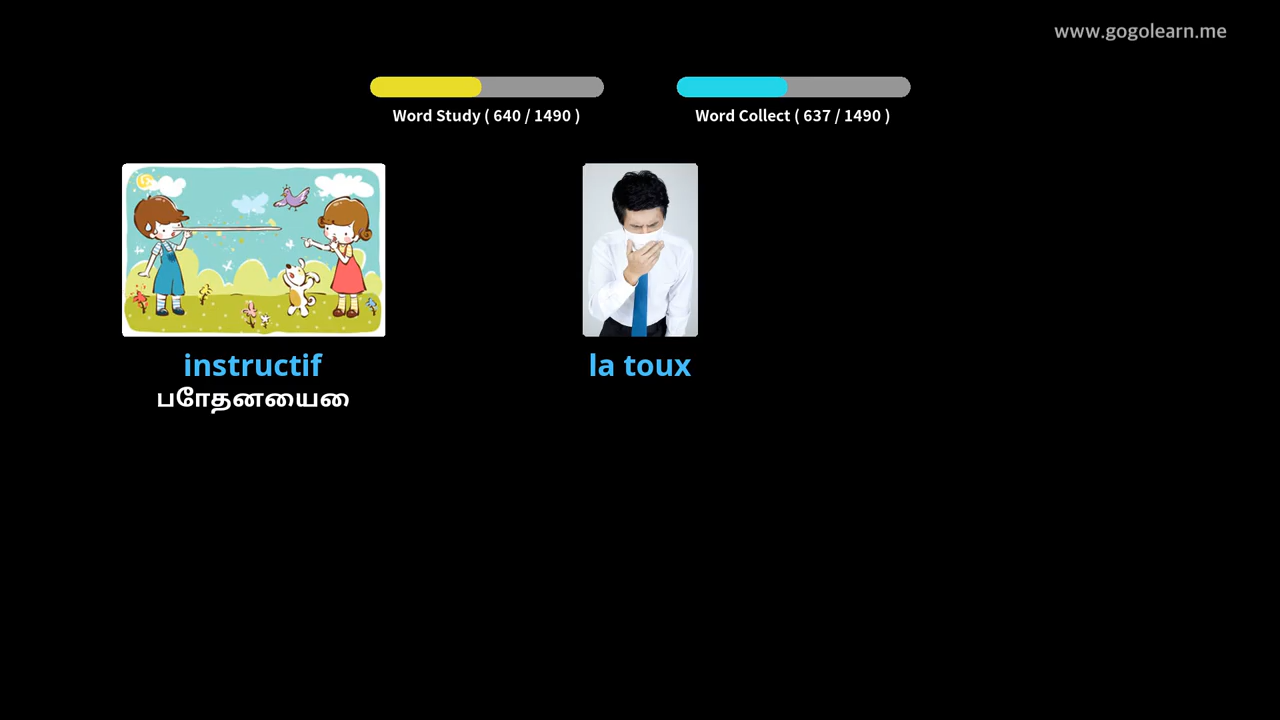 www.gogolearn.me
Word Study ( 640 / 1490 )
Word Collect ( 637 / 1490 )
instructif
la toux
போதனையை